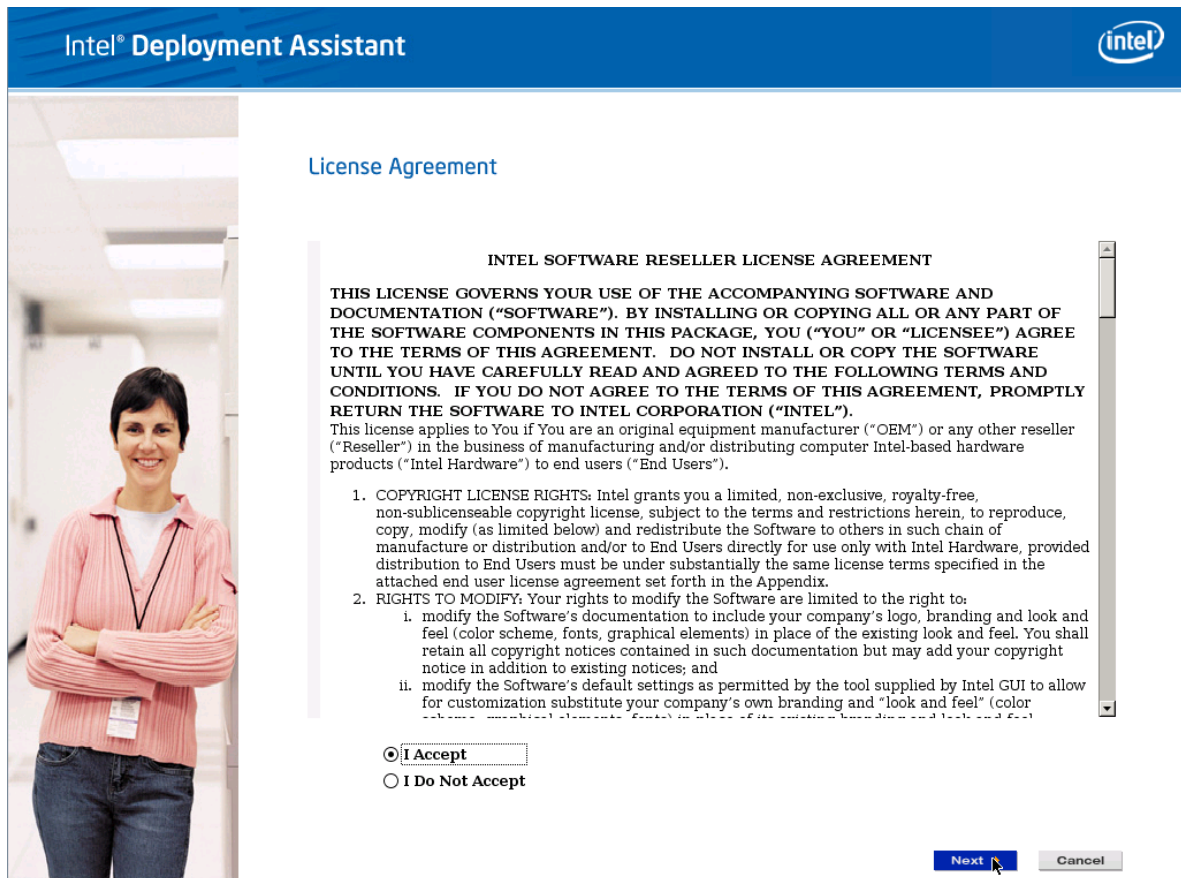 Intel® Deployment Assistant
intel
License Agreement
INTEL SOFTWARE RESELLER LICENSE AGREEMENT
THIS LICENSE GOVERNS YOUR USE OF THE ACCOMPANYING SOFTWARE AND
DOCUMENTATION (“SOFTWARE”). BY INSTALLING OR COPYING ALL OR ANY PART OF
THE SOFTWARE COMPONENTS IN THIS PACKAGE, YOU (“YOU” OR “LICENSEE”) AGREE
TO THE TERMS OF THIS AGREEMENT. DO NOT INSTALL OR COPY THE SOFTWARE
UNTIL YOU HAVE CAREFULLY READ AND AGREED TO THE FOLLOWING TERMS AND
CONDITIONS. IF YOU DO NOT AGREE TO THE TERMS OF THIS AGREEMENT, PROMPTLY
RETURN THE SOFTWARE TO INTEL CORPORATION (“INTEL”).
This license applies to You if You are an original equipment manufacturer (“OEM”) or any other reseller
(“Reseller”) in the business of manufacturing and/or distributing computer Intel-based hardware
products (“Intel Hardware”) to end users (“End Users”).
1. COPYRIGHT LICENSE RIGHTS: Intel grants you a limited, non-exclusive, royalty-free,
non-sublicenseable copyright license, subject to the terms and restrictions herein, to reproduce,
copy, modify (as limited below) and redistribute the Software to others in such chain of
manufacture or distribution and/or to End Users directly for use only with Intel Hardware, provided
distribution to End Users must be under substantially the same license terms specified in the
attached end user license agreement set forth in the Appendix.
2. RIGHTS TO MODIFY: Your rights to modify the Software are limited to the right to:
i. modify the Software’s documentation to include your company’s logo, branding and look and
feel (color scheme, fonts, graphical elements) in place of the existing look and feel. You shall
retain all copyright notices contained in such documentation but may add your copyright
notice in addition to existing notices; and
ii. modify the Software’s default settings as permitted by the tool supplied by Intel GUI to allow
for customization substitute your company’s own branding and “look and feel” (color
scheme, graphical elements, fonts) in place of its existing branding and look and feel
I Accept
I Do Not Accept
Next
Cancel